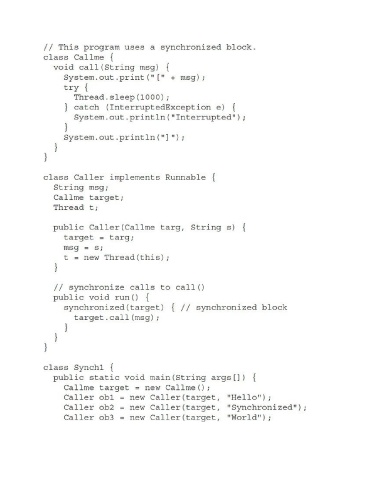 // This program uses a synchronized block.
class Callme {
  void call(String msg) {
    System.out.print("[" + msg);
    try {
      Thread.sleep(1000);
    } catch (InterruptedException e) {
      System.out.println("Interrupted");
    }
    System.out.println("]");
  }
}

class Caller implements Runnable {
  String msg;
  Callme target;
  Thread t;

  public Caller(Callme targ, String s) {
    target = targ;
    msg = s;
    t = new Thread(this);
  }

  // synchronize calls to call()
  public void run() {
    synchronized(target) { // synchronized block
      target.call(msg);
    }
  }
}

class Synch1 {
  public static void main(String args[]) {
    Callme target = new Callme();
    Caller ob1 = new Caller(target, "Hello");
    Caller ob2 = new Caller(target, "Synchronized");
    Caller ob3 = new Caller(target, "World");